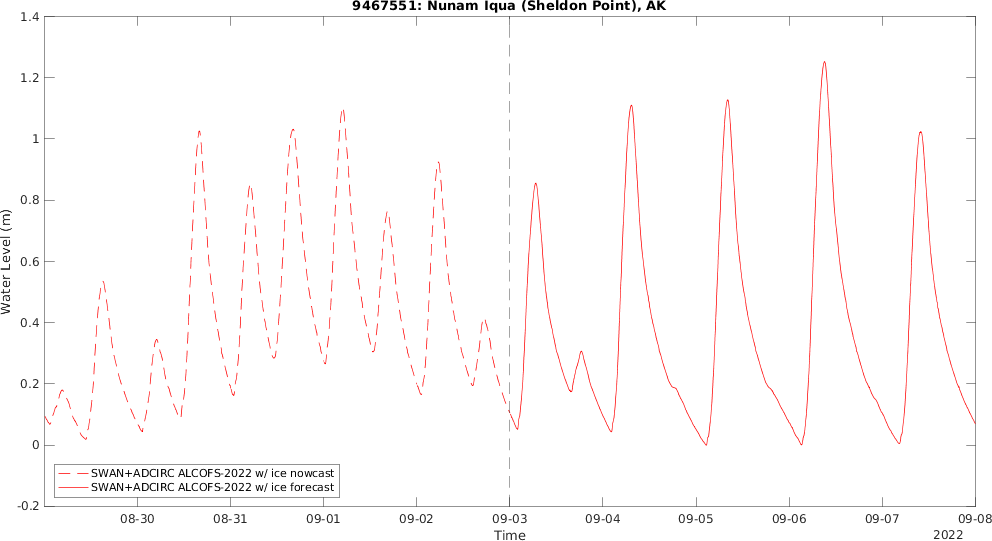 9467551: Nunam Iqua (Sheldon Point), AK
1.4
1.2
1
0.8
0.6
0.4
0.2
0
-0.2
Water Level (m)
SWAN+ADCIRC ALCOFS-2022 w/ ice nowcast
SWAN+ADCIRC ALCOFS-2022 w/ ice forecast
08-30 08-31 09-01 09-02 09-03 09-04 09-05 09-06 09-07 09-08
Time
2022